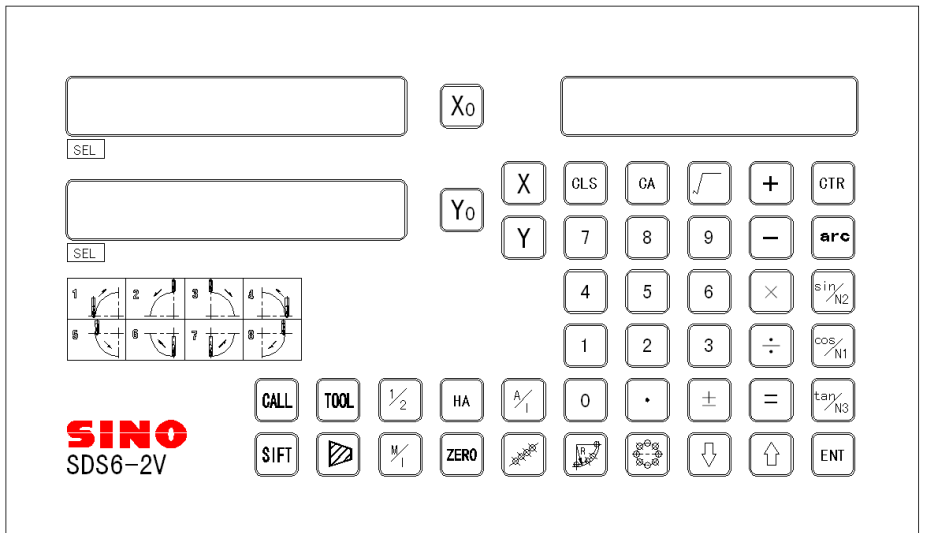 X0
SEL
X CLS CA √ + CTR
Y0
Y 7 8 9 − arc
SEL
4 5 6 × sin/N2
1 2 3 4
5 6 7 8
1 2 3 ÷ cos/N1
CALL TOOL 1/2 HA A/I 0 . ± = tan/N3
SINO
SIFT M/I ZERO R ⇩ ⇧ ENT
SDS6-2V